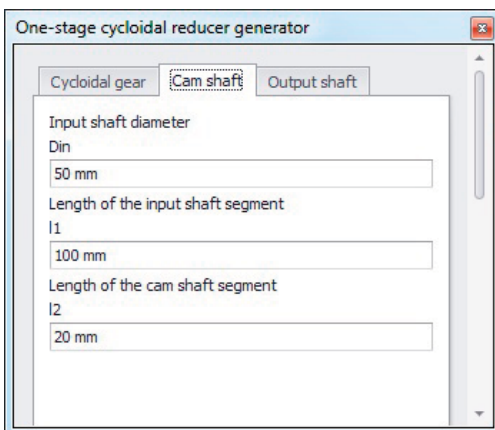 One-stage cycloidal reducer generator
Cycloidal gear Cam shaft Output shaft
Input shaft diameter
Din
50 mm
Length of the input shaft segment
l1
100 mm
Length of the cam shaft segment
l2
20 mm